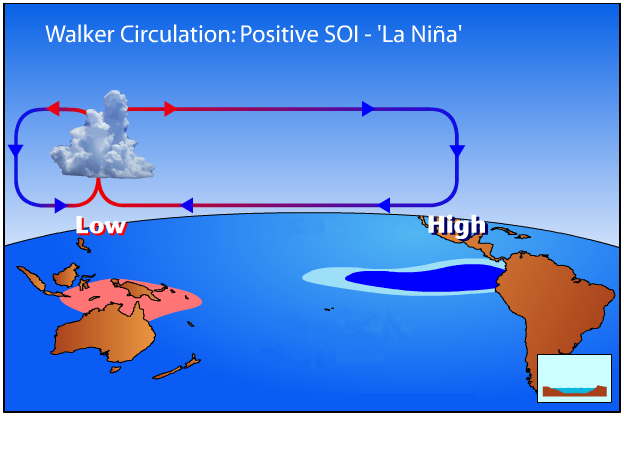 Walker Circulation: Positive SOI - 'La Niña'
Low
High